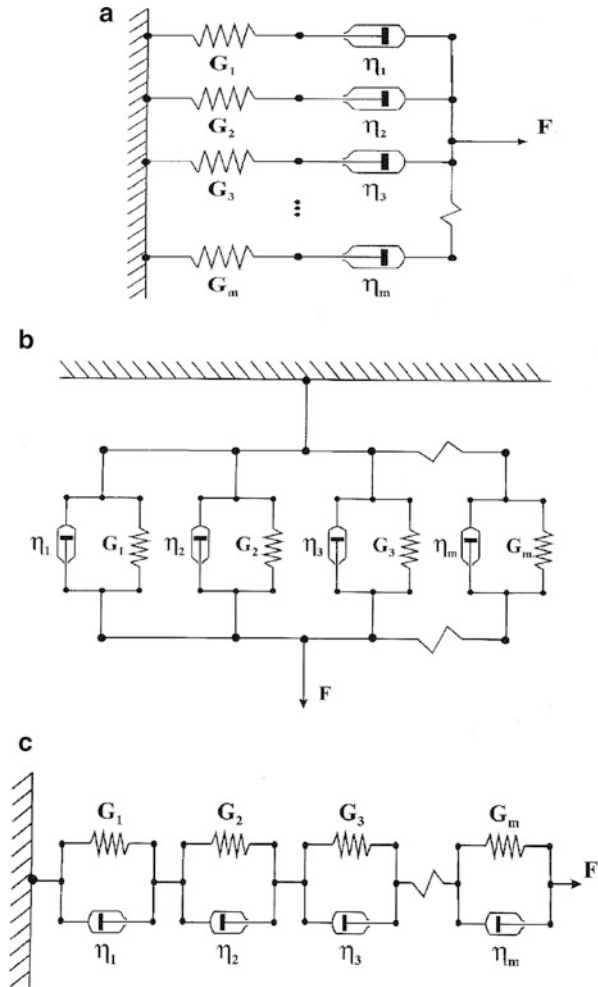 a
G₁ η₁
G₂ η₂
F
G₃ η₃
Gₘ ηₘ
b
η₁ G₁ η₂ G₂ η₃ G₃ ηₘ Gₘ
F
c
G₁ G₂ G₃ Gₘ
F
η₁ η₂ η₃ ηₘ